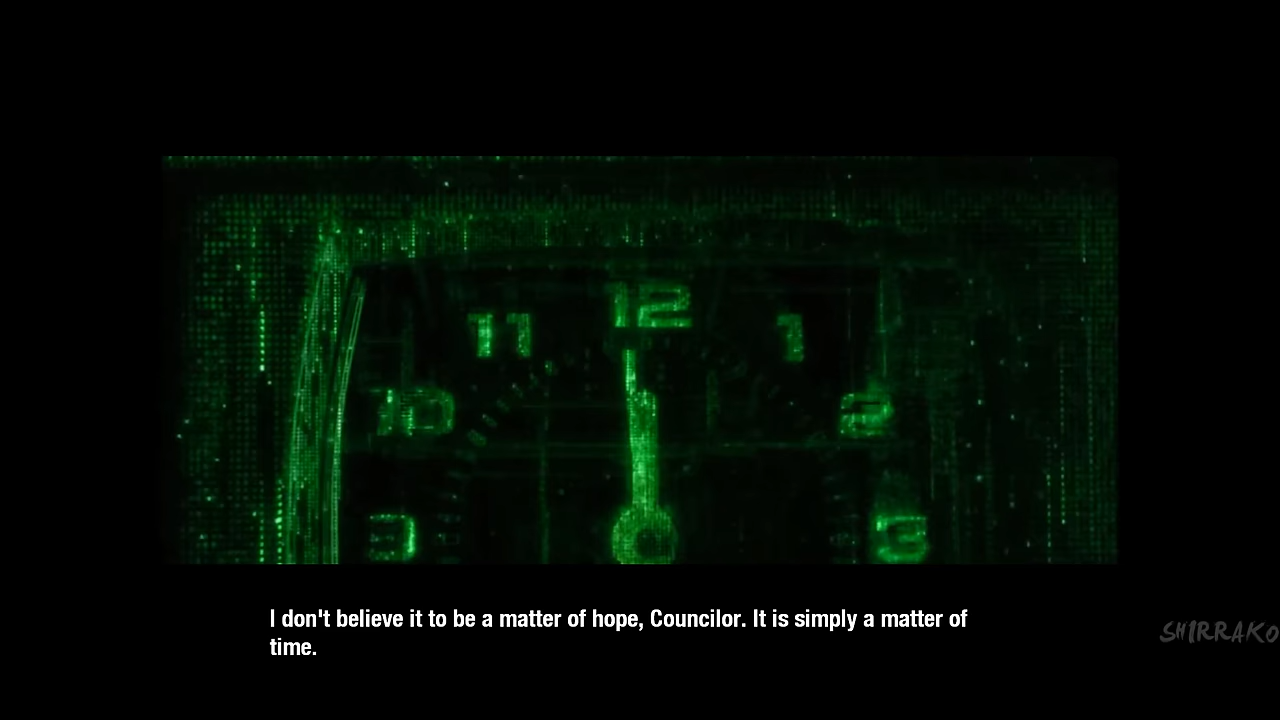 12
11
1
10
2
9
3
I don't believe it to be a matter of hope, Councilor. It is simply a matter of
time.
SHIRRAKO